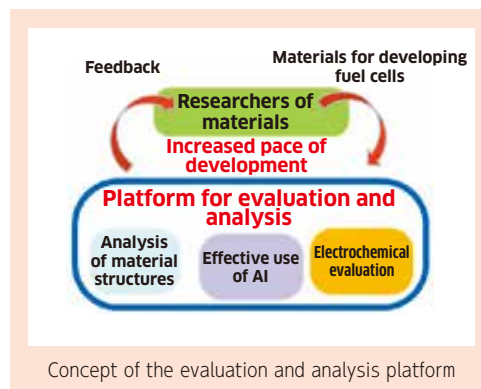 Feedback
Materials for developing
fuel cells
Researchers of
materials
Increased pace of
development
Platform for evaluation and
analysis
Analysis
of material
structures
Effective use
of AI
Electrochemical
evaluation
Concept of the evaluation and analysis platform